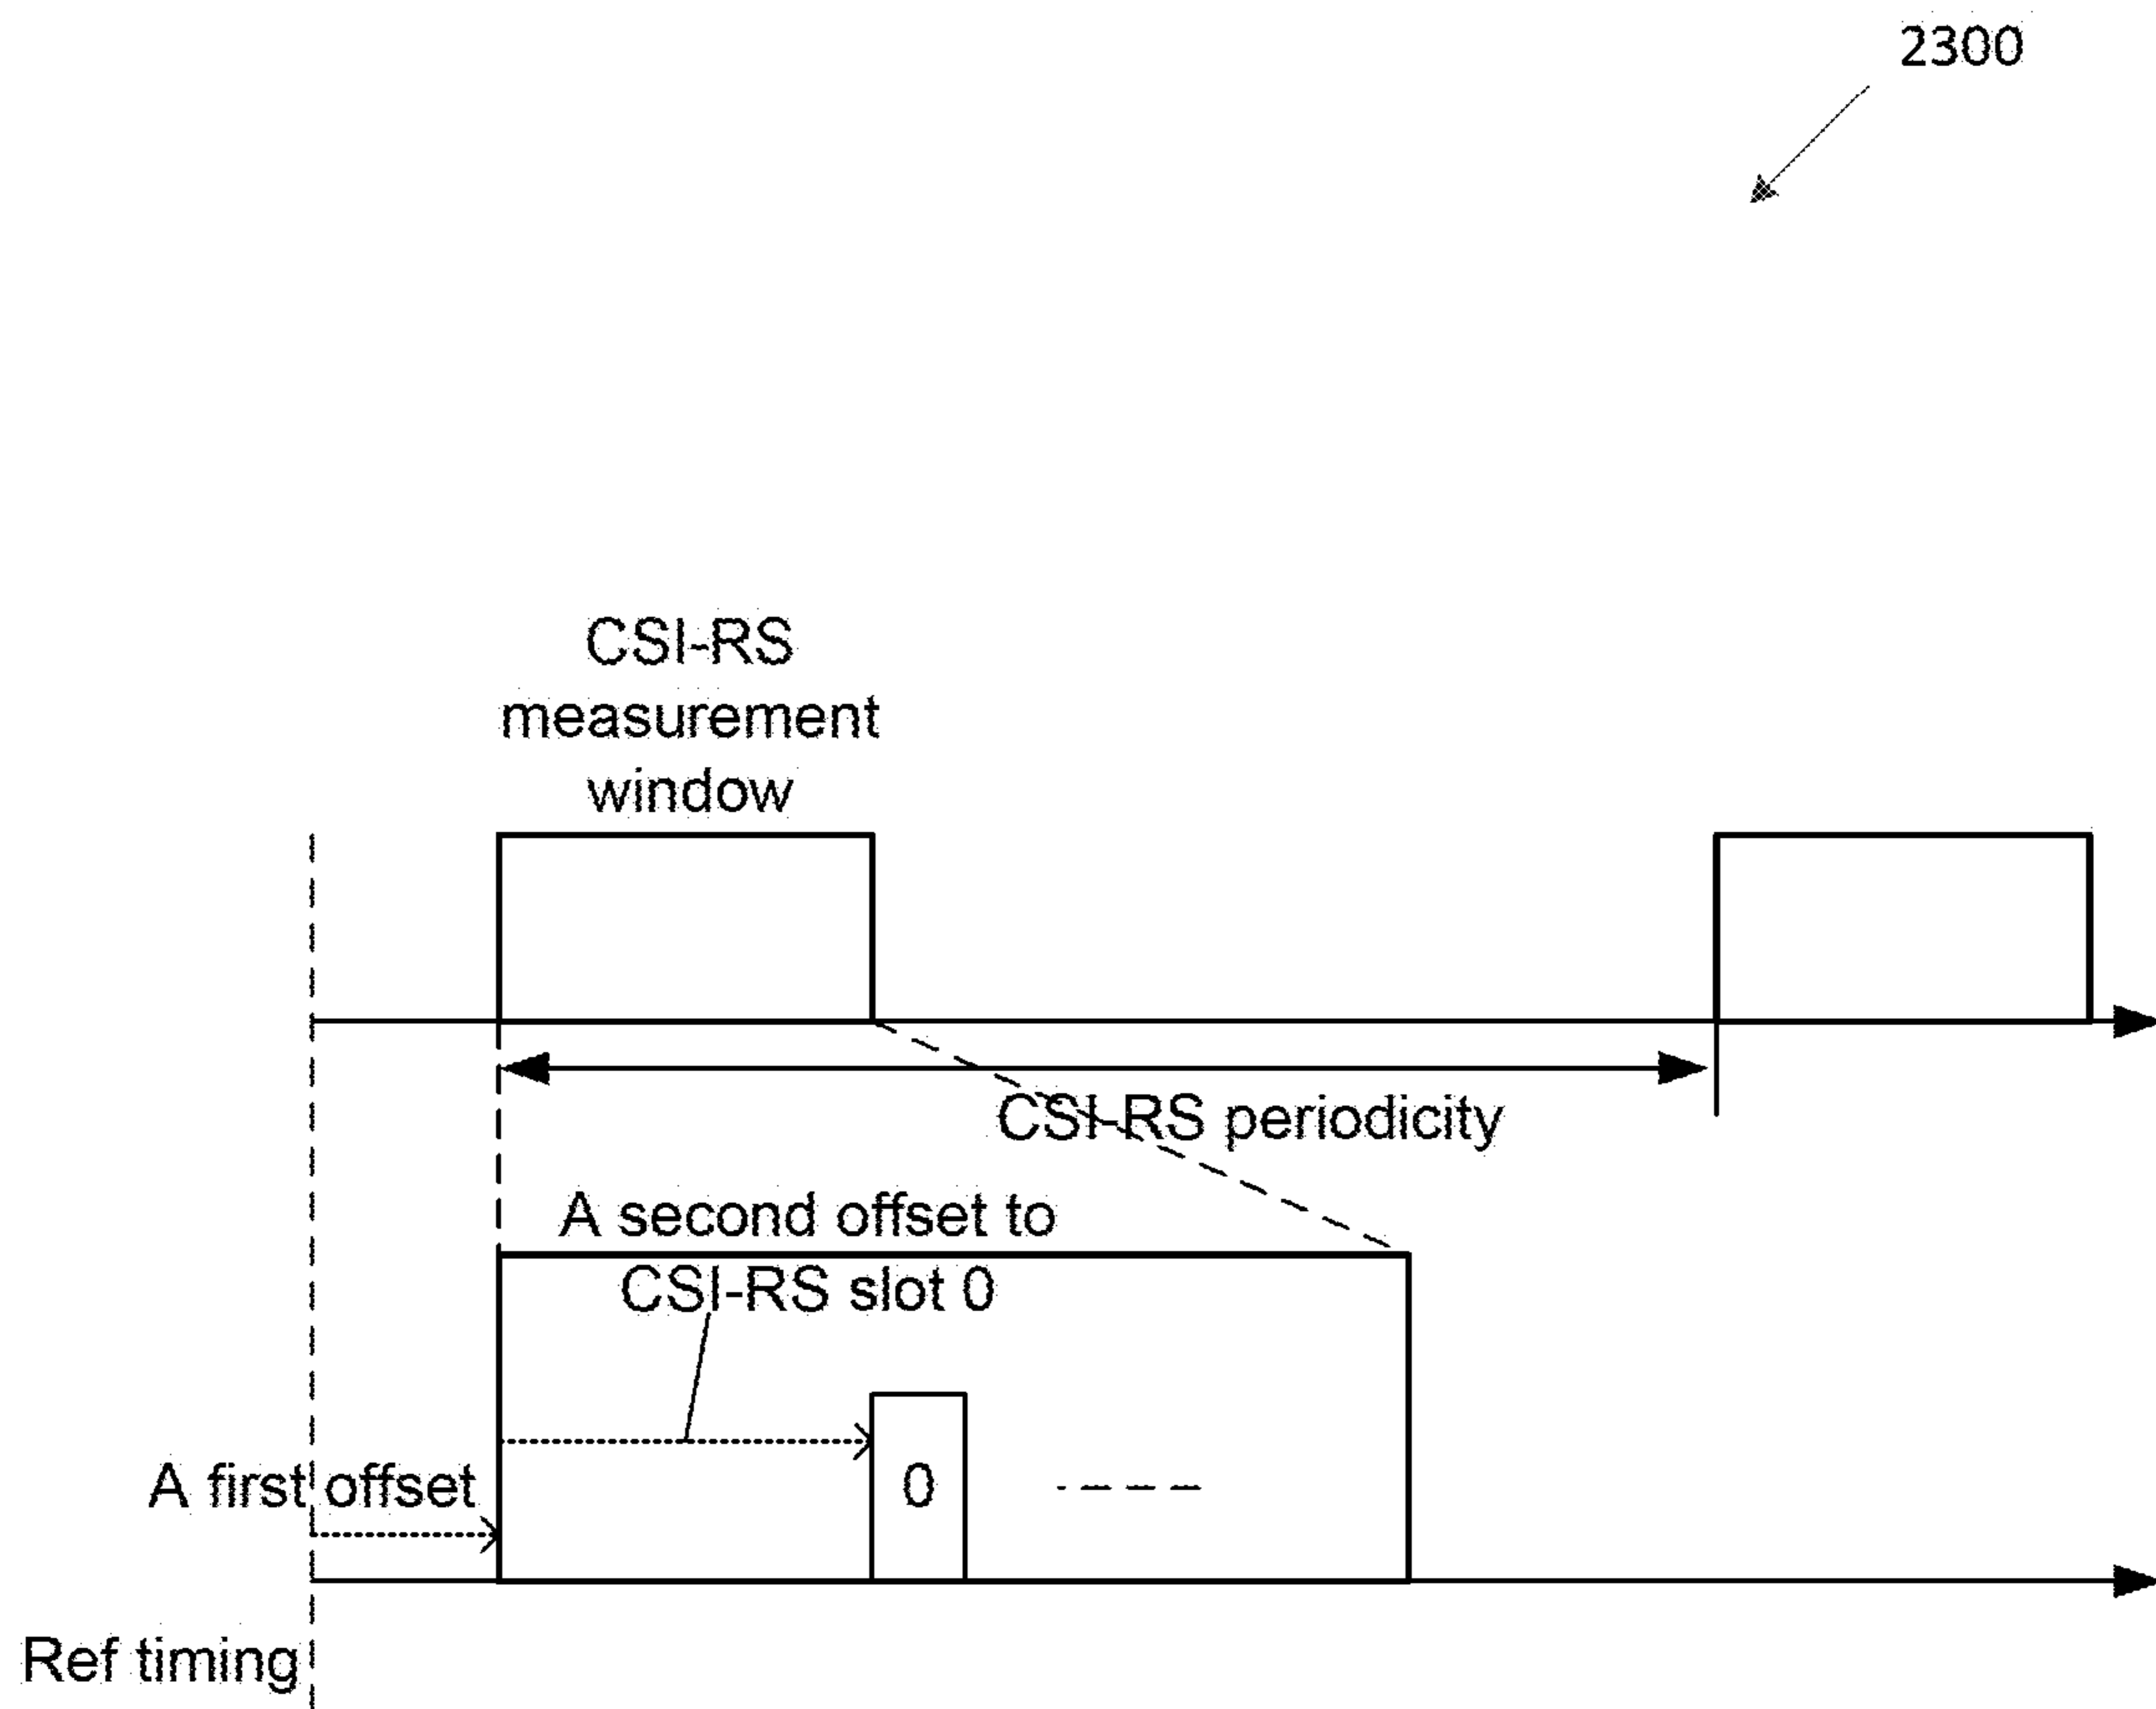 2300
CSI-RS
measurement
window
CSI-RS periodicity
A second offset to
CSI-RS slot 0
A first offset
0
Ref timing